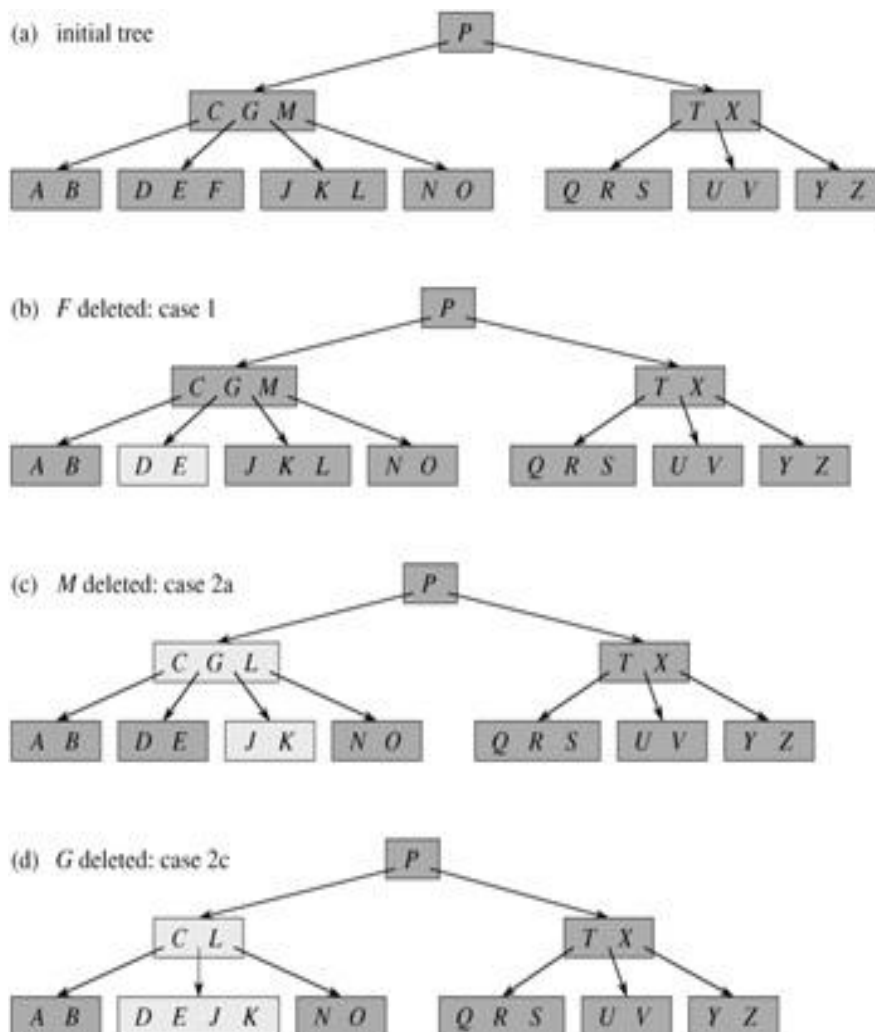 (a) initial tree
P
C G M T X
A B D E F J K L N O Q R S U V Y Z
(b) F deleted: case 1
P
C G M T X
A B D E J K L N O Q R S U V Y Z
(c) M deleted: case 2a
P
C G L T X
A B D E J K N O Q R S U V Y Z
(d) G deleted: case 2c
P
C L T X
A B D E J K N O Q R S U V Y Z